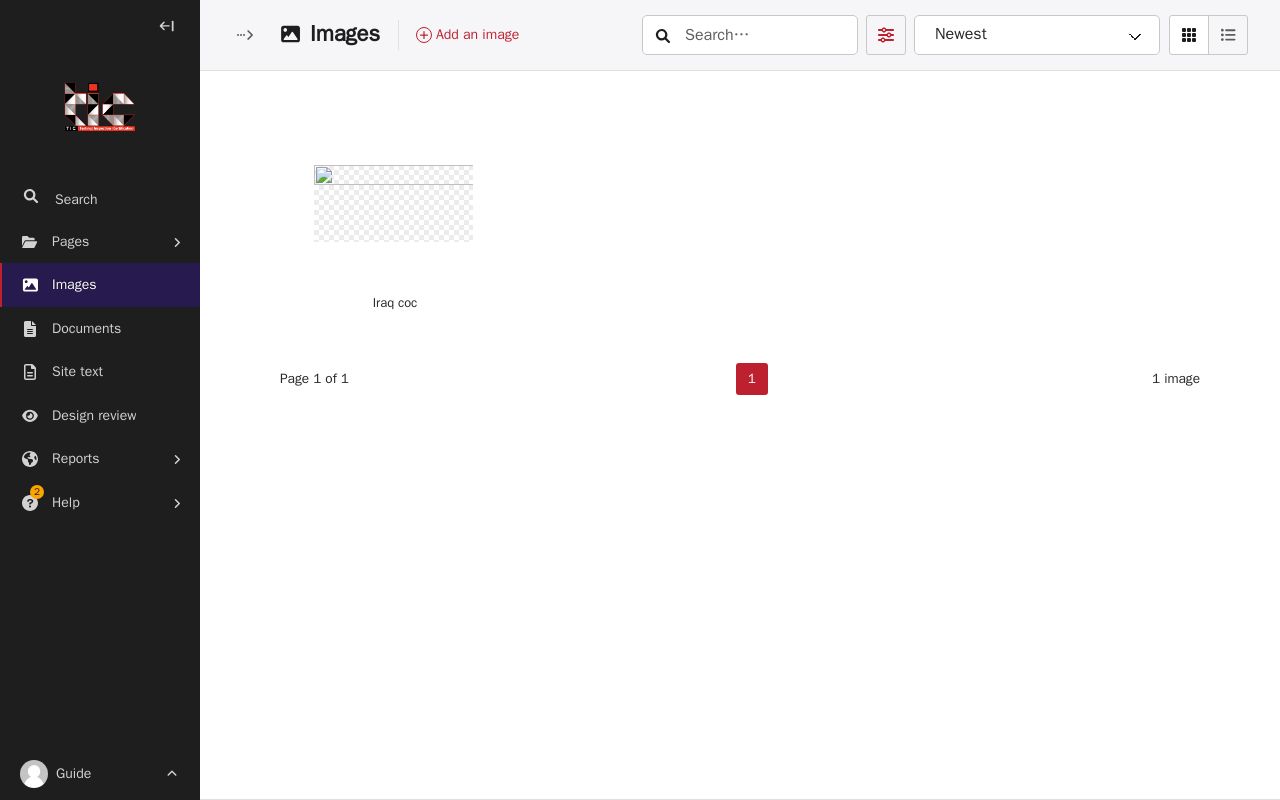 Images
Add an image
Search…
Newest
Search
Pages
Images
Documents
Site text
Design review
Reports
2
Help
Guide
Iraq coc
Page 1 of 1
1
1 image